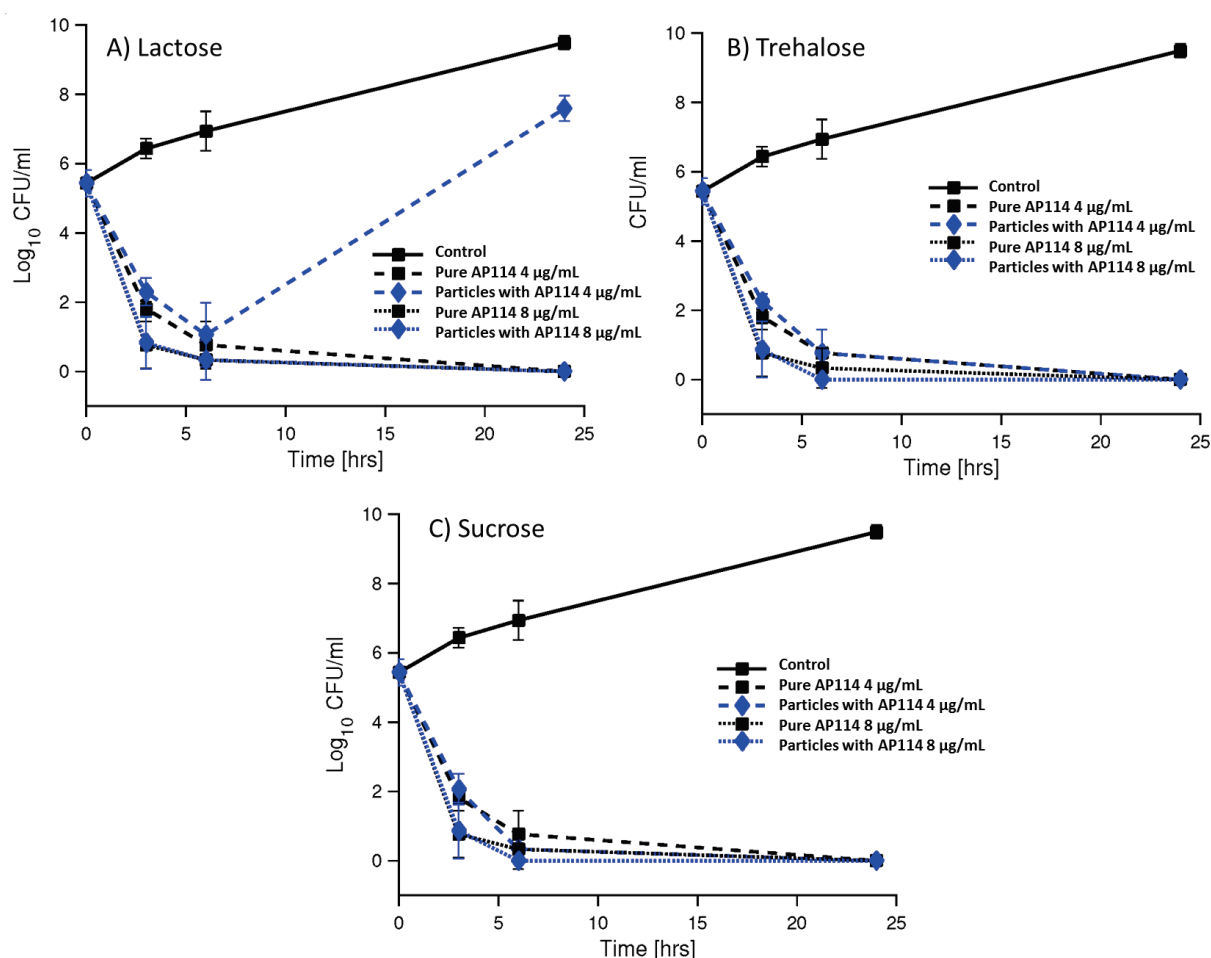 A) Lactose
Log10 CFU/ml
10
8
6
4
2
0
0 5 10 15 20 25
Time [hrs]
Control
Pure AP114 4 µg/mL
Particles with AP114 4 µg/mL
Pure AP114 8 µg/mL
Particles with AP114 8 µg/mL
B) Trehalose
CFU/ml
10
8
6
4
2
0
0 5 10 15 20 25
Time [hrs]
Control
Pure AP114 4 µg/mL
Particles with AP114 4 µg/mL
Pure AP114 8 µg/mL
Particles with AP114 8 µg/mL
C) Sucrose
Log10 CFU/ml
10
8
6
4
2
0
0 5 10 15 20 25
Time [hrs]
Control
Pure AP114 4 µg/mL
Particles with AP114 4 µg/mL
Pure AP114 8 µg/mL
Particles with AP114 8 µg/mL